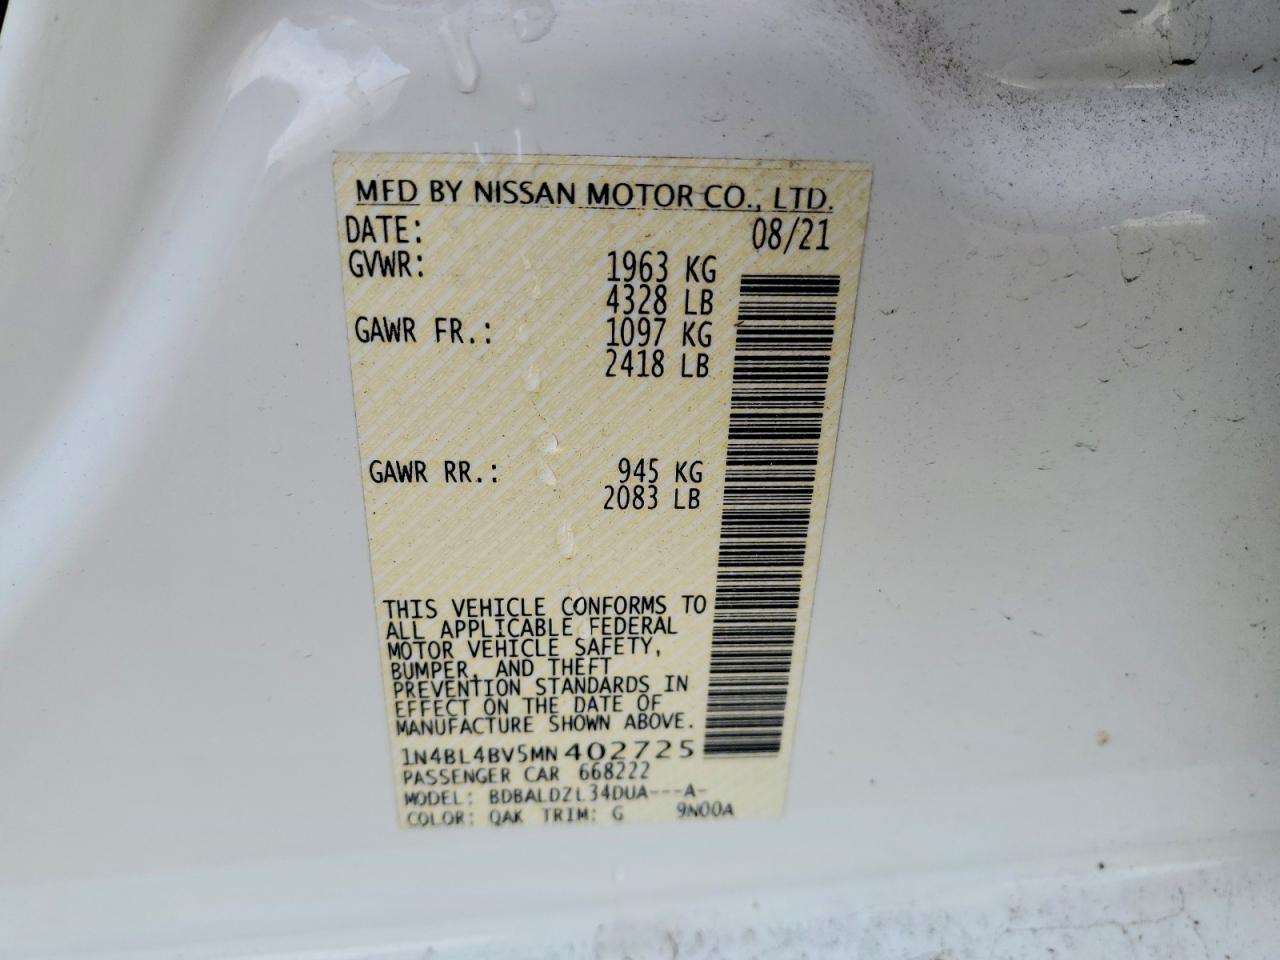 MFD BY NISSAN MOTOR CO., LTD.
DATE: 08/21
GVWR: 1963 KG
4328 LB
GAWR FR.: 1097 KG
2418 LB
GAWR RR.: 945 KG
2083 LB
THIS VEHICLE CONFORMS TO
ALL APPLICABLE FEDERAL
MOTOR VEHICLE SAFETY,
BUMPER, AND THEFT
PREVENTION STANDARDS IN
EFFECT ON THE DATE OF
MANUFACTURE SHOWN ABOVE.
1N4BL4BV5MN402725
PASSENGER CAR 668222
MODEL: BDBALDZL34DUA---A-
COLOR: QAK TRIM: G 9N00A